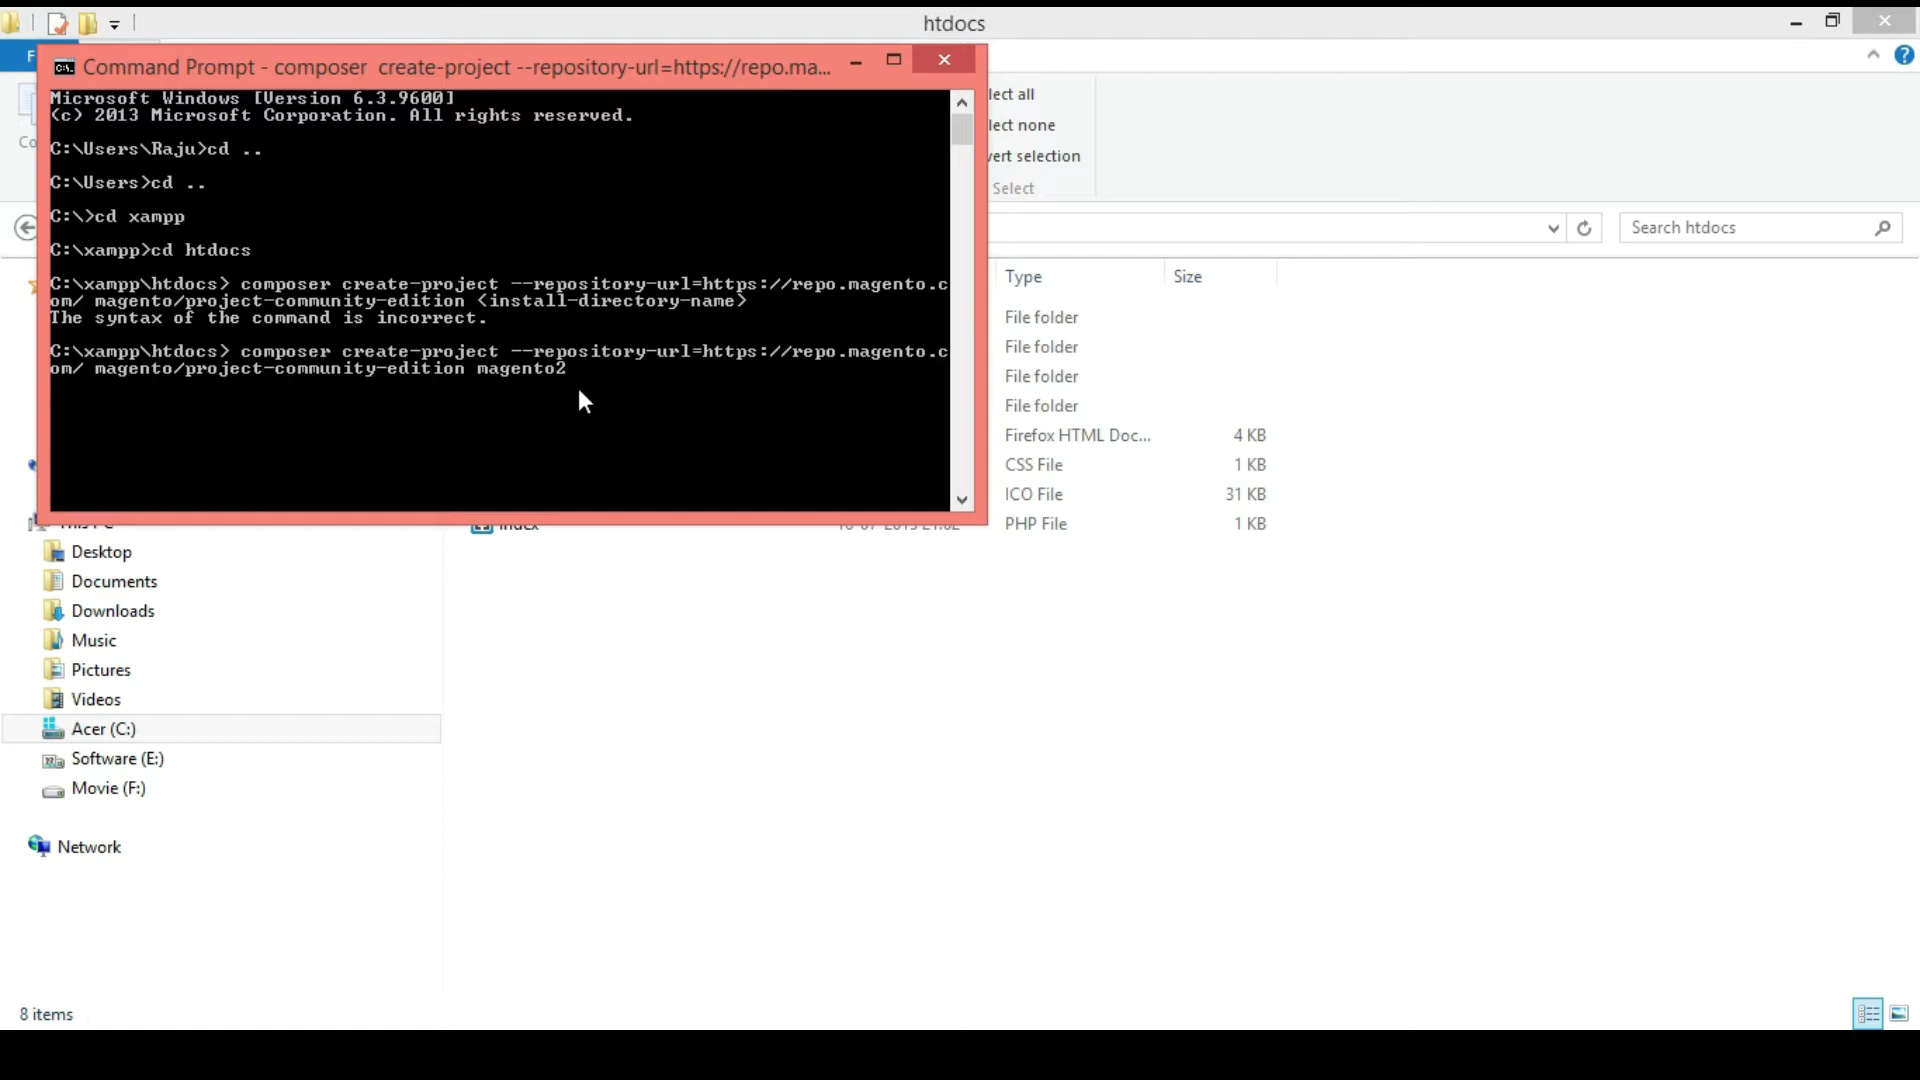 htdocs
F
Command Prompt - composer  create-project --repository-url=https://repo.ma...
Microsoft Windows [Version 6.3.9600]
(c) 2013 Microsoft Corporation. All rights reserved.
C:\Users\Raju>cd ..
C:\Users>cd ..
C:\>cd xampp
C:\xampp>cd htdocs
C:\xampp\htdocs> composer create-project --repository-url=https://repo.magento.c
om/ magento/project-community-edition <install-directory-name>
The syntax of the command is incorrect.
C:\xampp\htdocs> composer create-project --repository-url=https://repo.magento.c
om/ magento/project-community-edition magento2
Co
lect all
lect none
vert selection
Select
Search htdocs
Type Size
File folder
File folder
File folder
File folder
Firefox HTML Doc... 4 KB
CSS File 1 KB
ICO File 31 KB
PHP File 1 KB
This PC
index
Desktop
Documents
Downloads
Music
Pictures
Videos
Acer (C:)
Software (E:)
Movie (F:)
Network
8 items